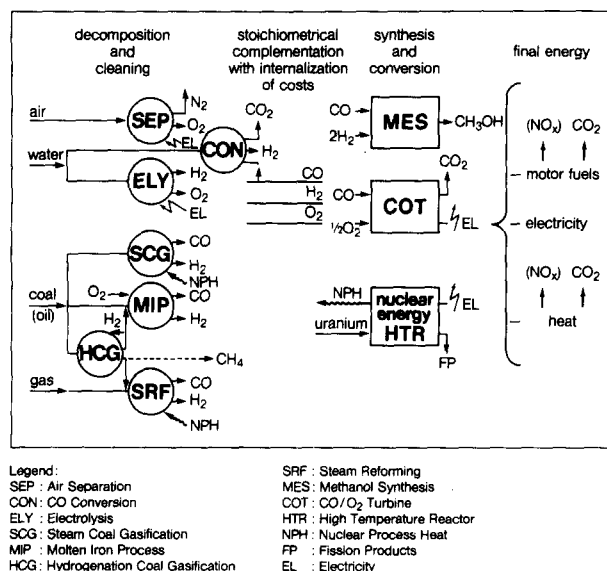 decomposition
and
cleaning
stoichiometrical
complementation
with internalization
of costs
synthesis
and
conversion
final energy
air
SEP
N₂
O₂
EL
water
CON
CO₂
H₂
ELY
H₂
O₂
EL
CO
H₂
O₂
CO
2H₂
MES
CH₃OH
CO
½O₂
COT
CO₂
EL
(NOₓ) CO₂
motor fuels
electricity
(NOₓ) CO₂
heat
SCG
CO
H₂
NPH
coal
(oil)
O₂
MIP
CO
H₂
H₂
HCG
CH₄
gas
SRF
CO
H₂
NPH
NPH
uranium
nuclear
energy
HTR
EL
FP
Legend:
SEP : Air Separation
CON : CO Conversion
ELY : Electrolysis
SCG : Steam Coal Gasification
MIP : Molten Iron Process
HCG : Hydrogenation Coal Gasification
SRF : Steam Reforming
MES : Methanol Synthesis
COT : CO/O₂ Turbine
HTR : High Temperature Reactor
NPH : Nuclear Process Heat
FP : Fission Products
EL : Electricity